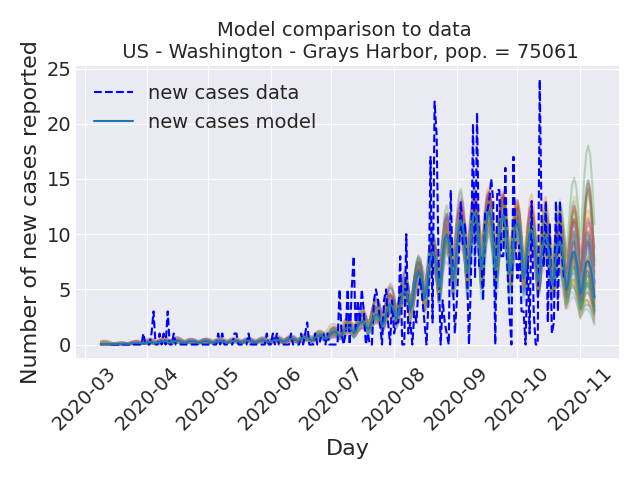 Model comparison to data
US - Washington - Grays Harbor, pop. = 75061
Number of new cases reported
25
20
15
10
5
0
new cases data
new cases model
2020-03
2020-04
2020-05
2020-06
2020-07
2020-08
2020-09
2020-10
2020-11
Day